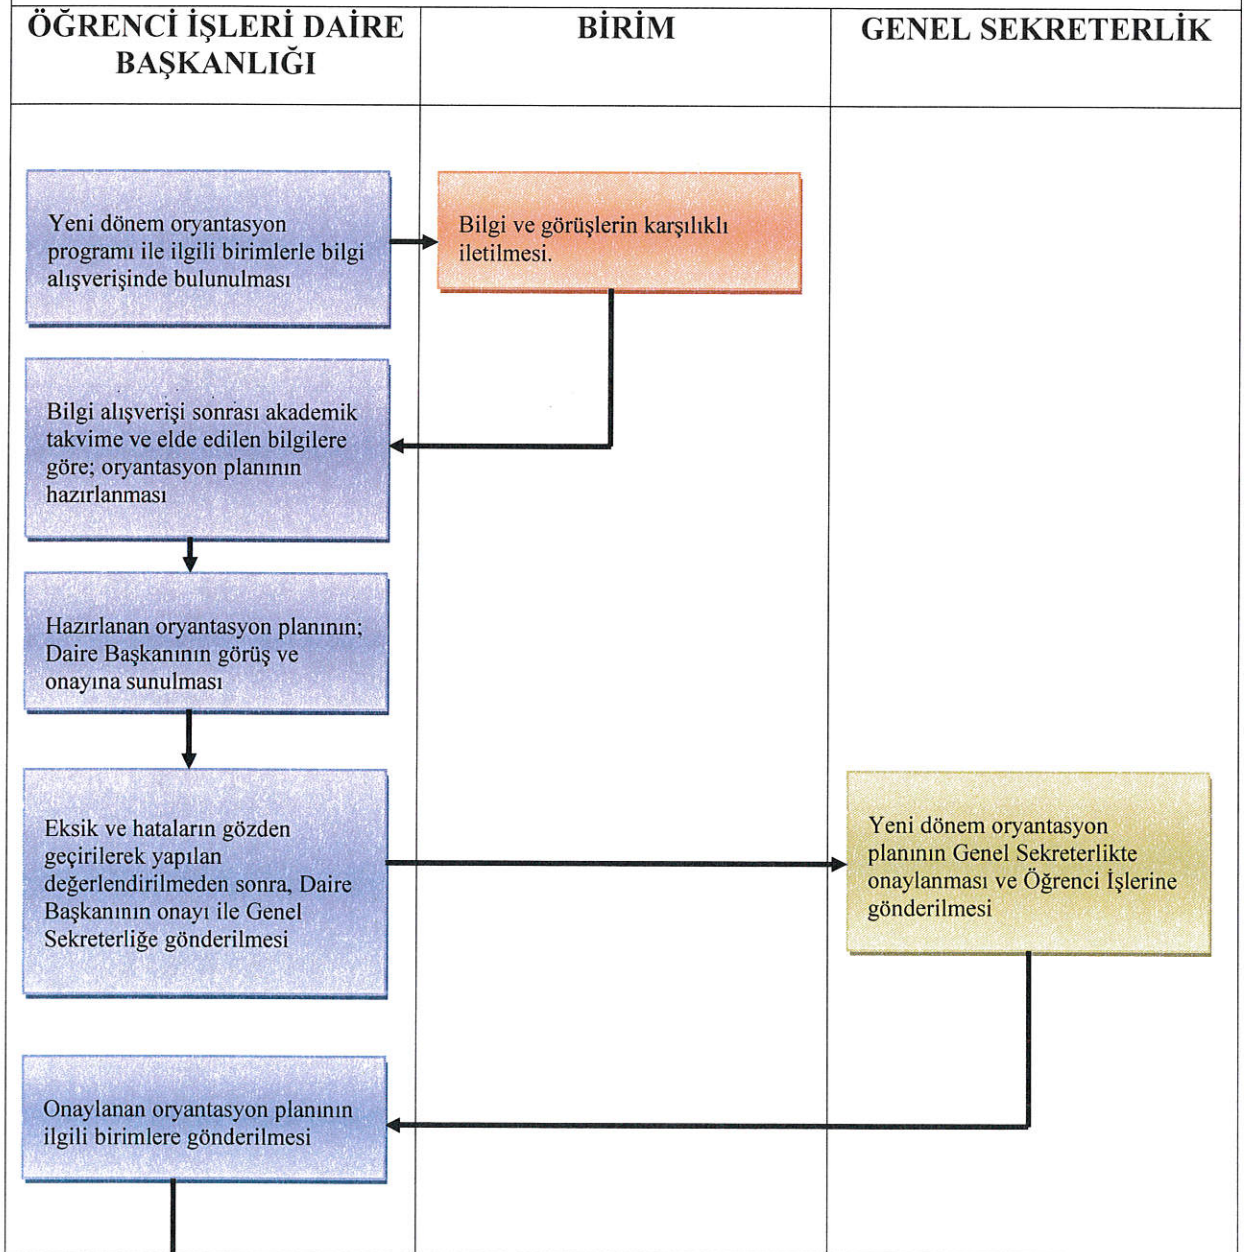 ÖĞRENCİ İŞLERİ DAİRE
BAŞKANLIĞI
BİRİM
GENEL SEKRETERLİK
Yeni dönem oryantasyon
programı ile ilgili birimlerle bilgi
alışverişinde bulunulması
Bilgi ve görüşlerin karşılıklı
iletilmesi.
Bilgi alışverişi sonrası akademik
takvime ve elde edilen bilgilere
göre; oryantasyon planının
hazırlanması
Hazırlanan oryantasyon planının;
Daire Başkanının görüş ve
onayına sunulması
Eksik ve hataların gözden
geçirilerek yapılan
değerlendirilmeden sonra, Daire
Başkanının onayı ile Genel
Sekreterliğe gönderilmesi
Yeni dönem oryantasyon
planının Genel Sekreterlikte
onaylanması ve Öğrenci İşlerine
gönderilmesi
Onaylanan oryantasyon planının
ilgili birimlere gönderilmesi